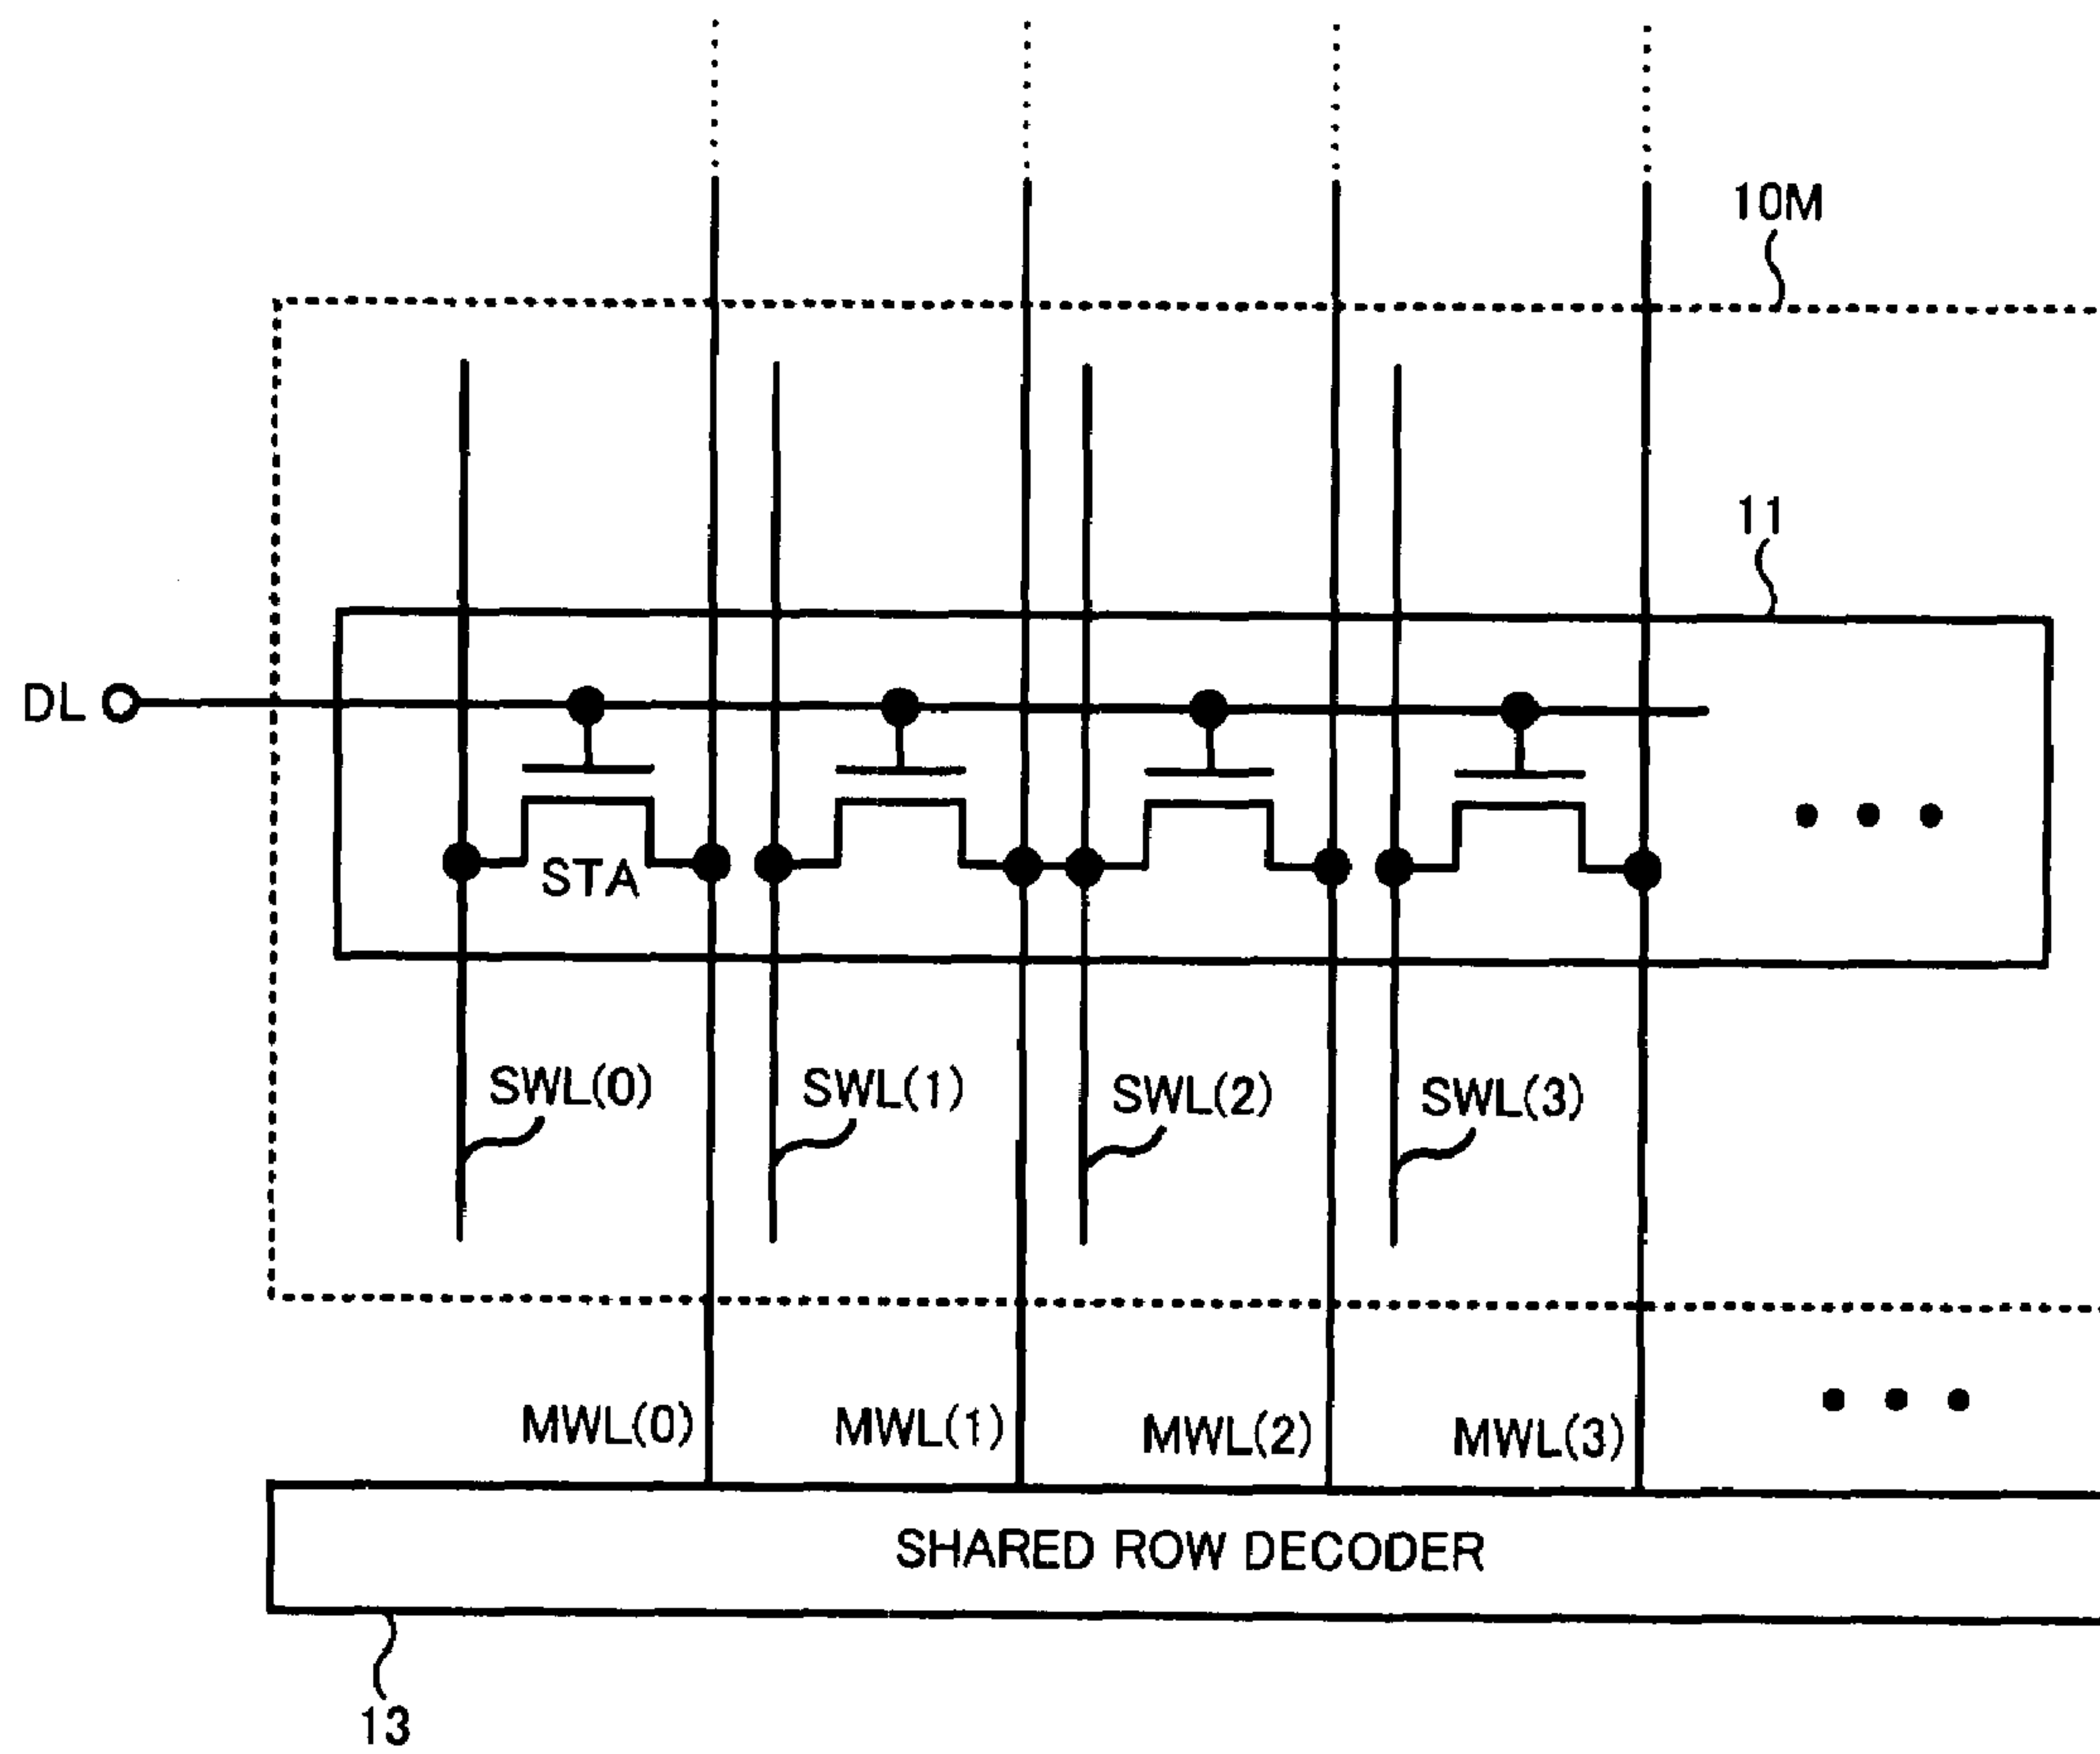 10M
11
DL
STA
SWL(0)
SWL(1)
SWL(2)
SWL(3)
MWL(0)
MWL(1)
MWL(2)
MWL(3)
SHARED ROW DECODER
13